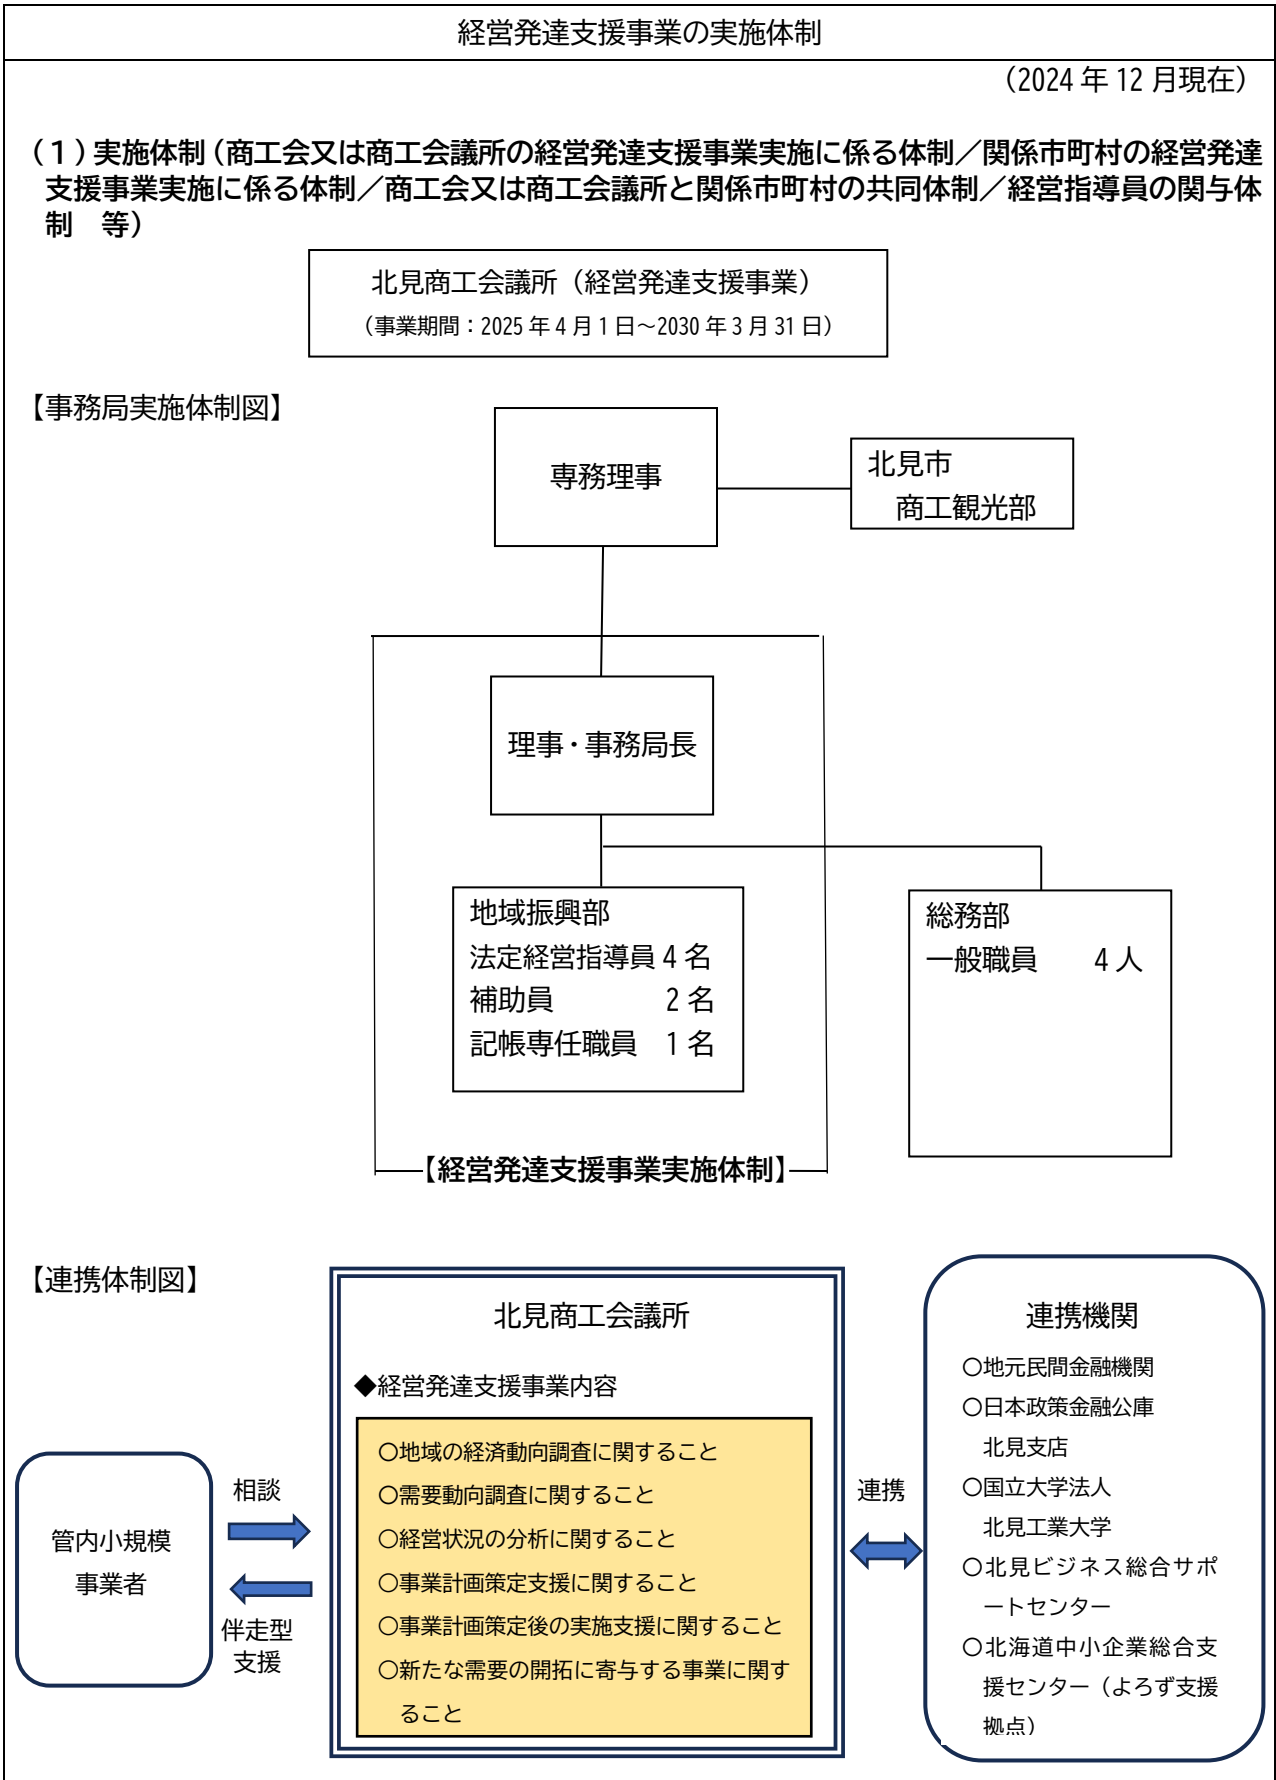 経営発達支援事業の実施体制
（2024 年 12 月現在）
（１）実施体制（商工会又は商工会議所の経営発達支援事業実施に係る体制／関係市町村の経営発達
支援事業実施に係る体制／商工会又は商工会議所と関係市町村の共同体制／経営指導員の関与体
制　等）
北見商工会議所（経営発達支援事業）
（事業期間：2025 年 4 月 1 日～2030 年 3 月 31 日）
【事務局実施体制図】
専務理事
北見市
商工観光部
理事・事務局長
地域振興部
法定経営指導員 4 名
補助員　　　　2 名
記帳専任職員　1 名
総務部
一般職員　　4 人
【経営発達支援事業実施体制】
【連携体制図】
北見商工会議所
◆経営発達支援事業内容
〇地域の経済動向調査に関すること
〇需要動向調査に関すること
〇経営状況の分析に関すること
〇事業計画策定支援に関すること
〇事業計画策定後の実施支援に関すること
〇新たな需要の開拓に寄与する事業に関す
ること
管内小規模
事業者
相談
伴走型
支援
連携
連携機関
〇地元民間金融機関
〇日本政策金融公庫
北見支店
〇国立大学法人
北見工業大学
〇北見ビジネス総合サポ
ートセンター
〇北海道中小企業総合支
援センター（よろず支援
拠点）